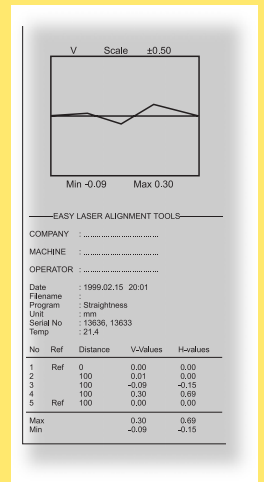 V Scale ±0.50
Min -0.09 Max 0.30
EASY LASER ALIGNMENT TOOLS
COMPANY : ..............................
MACHINE : ..............................
OPERATOR : ..............................
Date : 1999.02.15 20:01
Filename :
Program : Straightness
Unit : mm
Serial No : 13636, 13633
Temp : 21,4
No Ref Distance V-Values H-values
1 Ref 0 0.00 0.00
2 100 0.01 0.00
3 100 -0.09 -0.15
4 100 0.30 0.69
5 Ref 100 0.00 0.00
Max 0.30 0.69
Min -0.09 -0.15